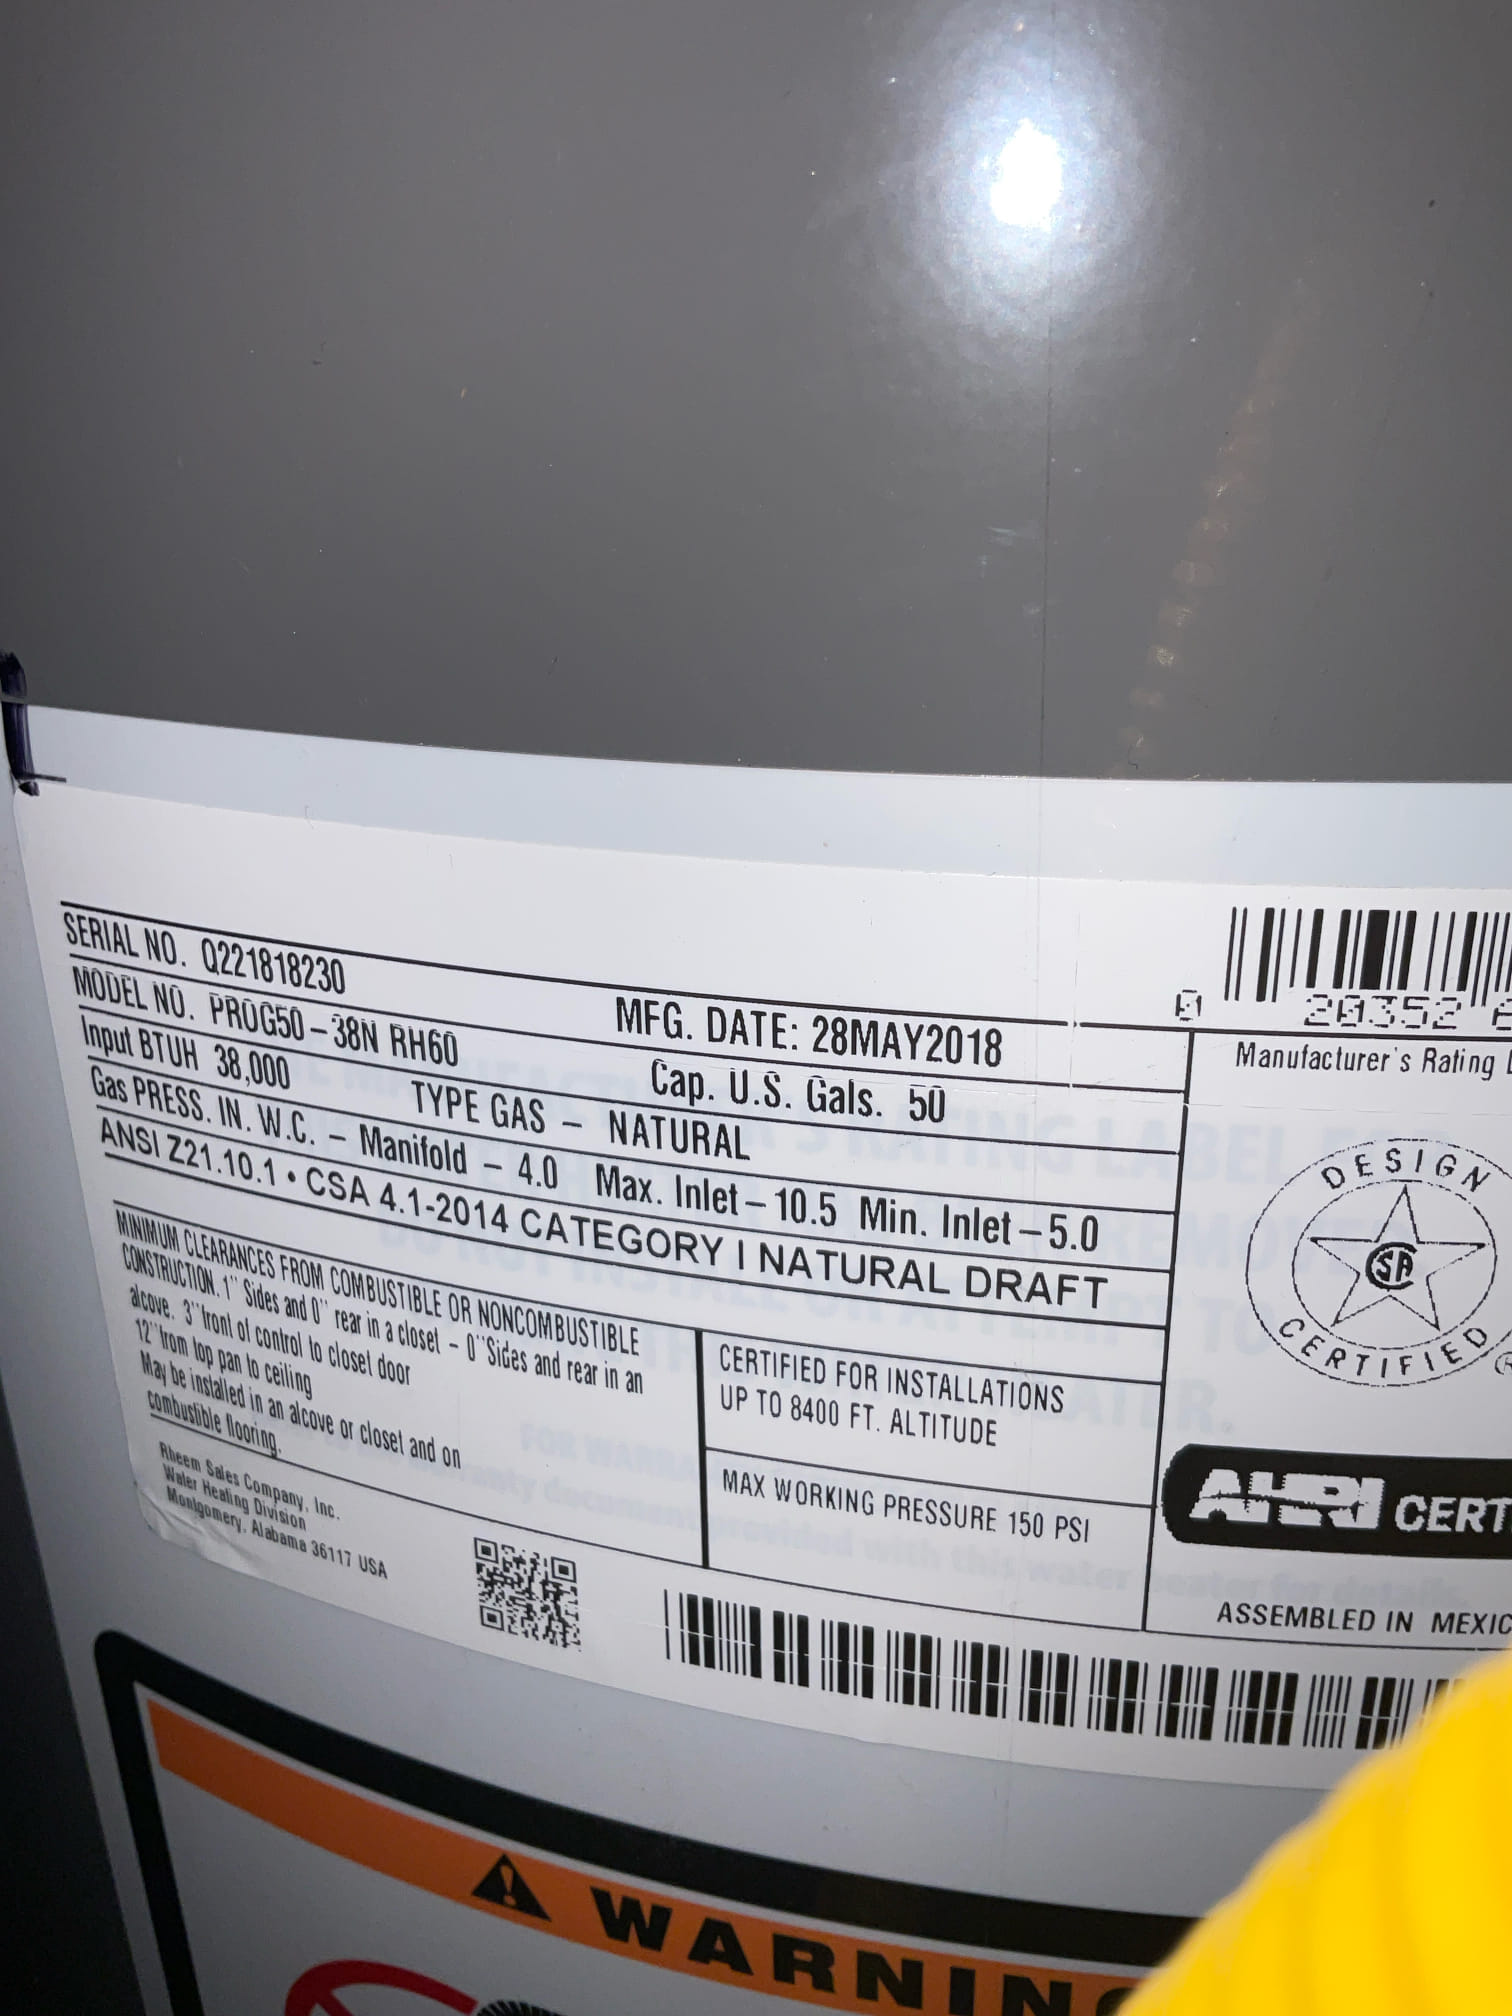 SERIAL NO. Q221818230
MFG. DATE: 28MAY2018
MODEL NO. PROG50-38N RH60
Cap. U.S. Gals. 50
Input BTUH 38,000
TYPE GAS - NATURAL
Gas PRESS. IN. W.C. - Manifold - 4.0 Max. Inlet-10.5 Min. Inlet-5.0
ANSI Z21.10.1 • CSA 4.1-2014 CATEGORY I NATURAL DRAFT
MINIMUM CLEARANCES FROM COMBUSTIBLE OR NONCOMBUSTIBLE
CONSTRUCTION. 1" Sides and 0" rear in a closet - 0"Sides and rear in an
alcove. 3"front of control to closet door
12"from top pan to ceiling
May be installed in an alcove or closet and on
combustible flooring.
CERTIFIED FOR INSTALLATIONS
UP TO 8400 FT. ALTITUDE
MAX WORKING PRESSURE 150 PSI
Rheem Sales Company, Inc.
Water Heating Division
Montgomery, Alabama 36117 USA
0 20352
Manufacturer's Rating
DESIGN
SA
CERTIFIED
®
AHRI CERT
ASSEMBLED IN MEXIC
WARNIN